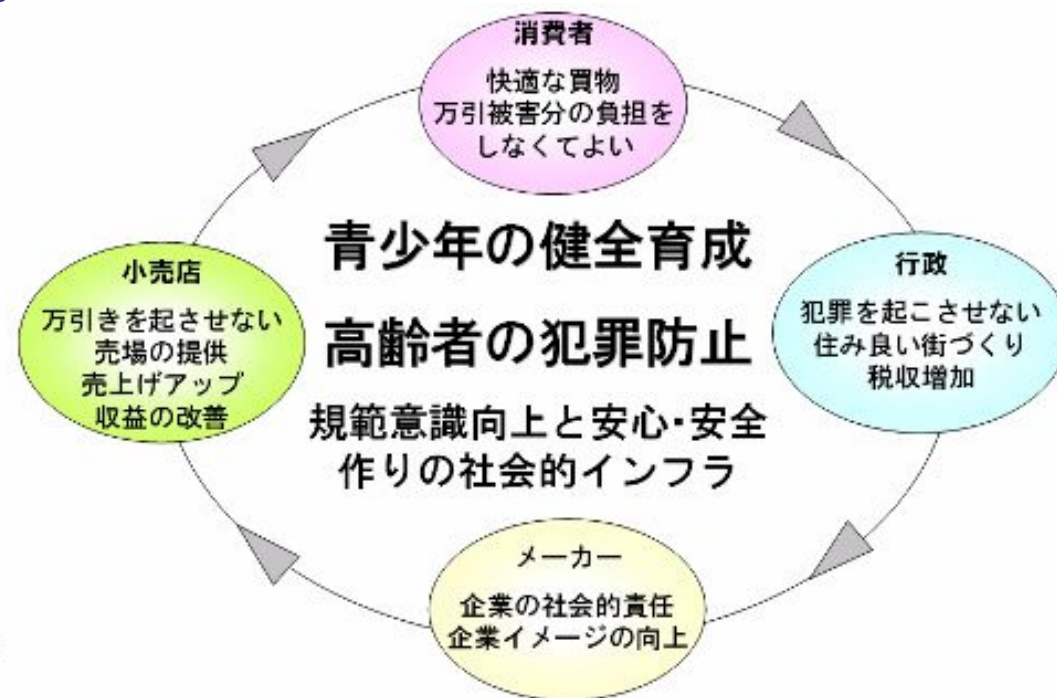 消費者
快適な買物
万引被害分の負担を
しなくてよい
青少年の健全育成
高齢者の犯罪防止
規範意識向上と安心･安全
作りの社会的インフラ
小売店
万引きを起させない
売場の提供
売上げアップ
収益の改善
行政
犯罪を起こさせない
住み良い街づくり
税収増加
メーカー
企業の社会的責任
企業イメージの向上